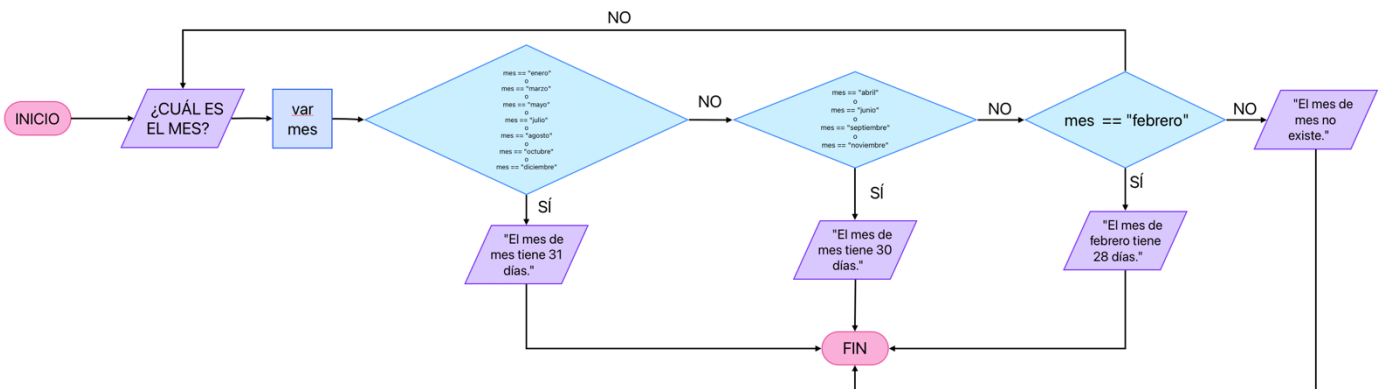 NO
INICIO
¿CUÁL ES
EL MES?
var
mes
mes == "enero"
o
mes == "marzo"
o
mes == "mayo"
o
mes == "julio"
o
mes == "agosto"
o
mes == "octubre"
o
mes == "diciembre"
NO
mes == "abril"
o
mes == "junio"
o
mes == "septiembre"
o
mes == "noviembre"
NO
mes == "febrero"
NO
"El mes de
mes no
existe."
SÍ
"El mes de
mes tiene 31
días."
SÍ
"El mes de
mes tiene 30
días."
SÍ
"El mes de
febrero tiene
28 días."
FIN